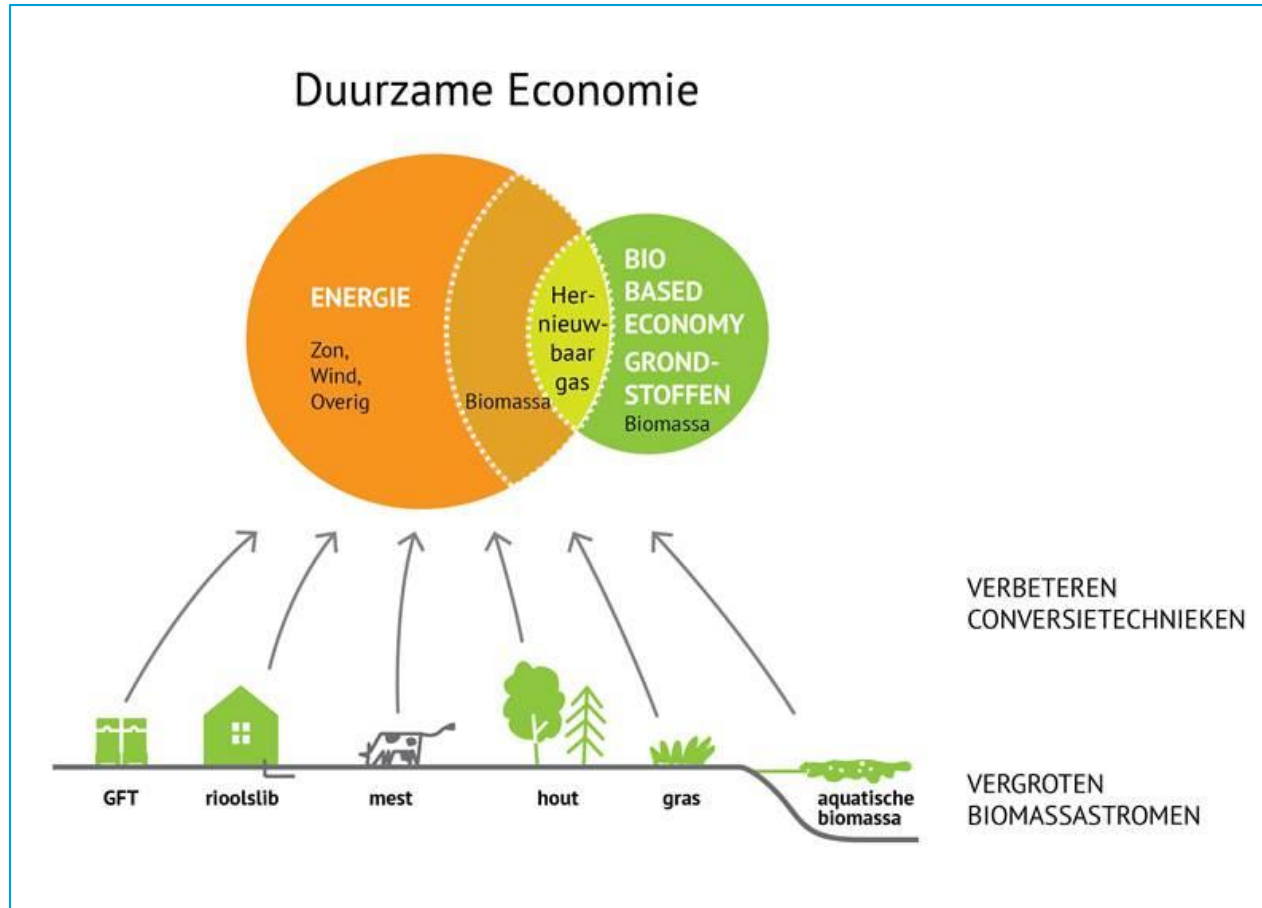 Duurzame Economie
ENERGIE
Zon,
Wind,
Overig
Biomassa
Her-
nieuw-
baar
gas
BIO
BASED
ECONOMY
GROND-
STOFFEN
Biomassa
VERBETEREN
CONVERSIETECHNIEKEN
GFT
rioolslib
mest
hout
gras
aquatische
biomassa
VERGROTEN
BIOMASSASTROMEN